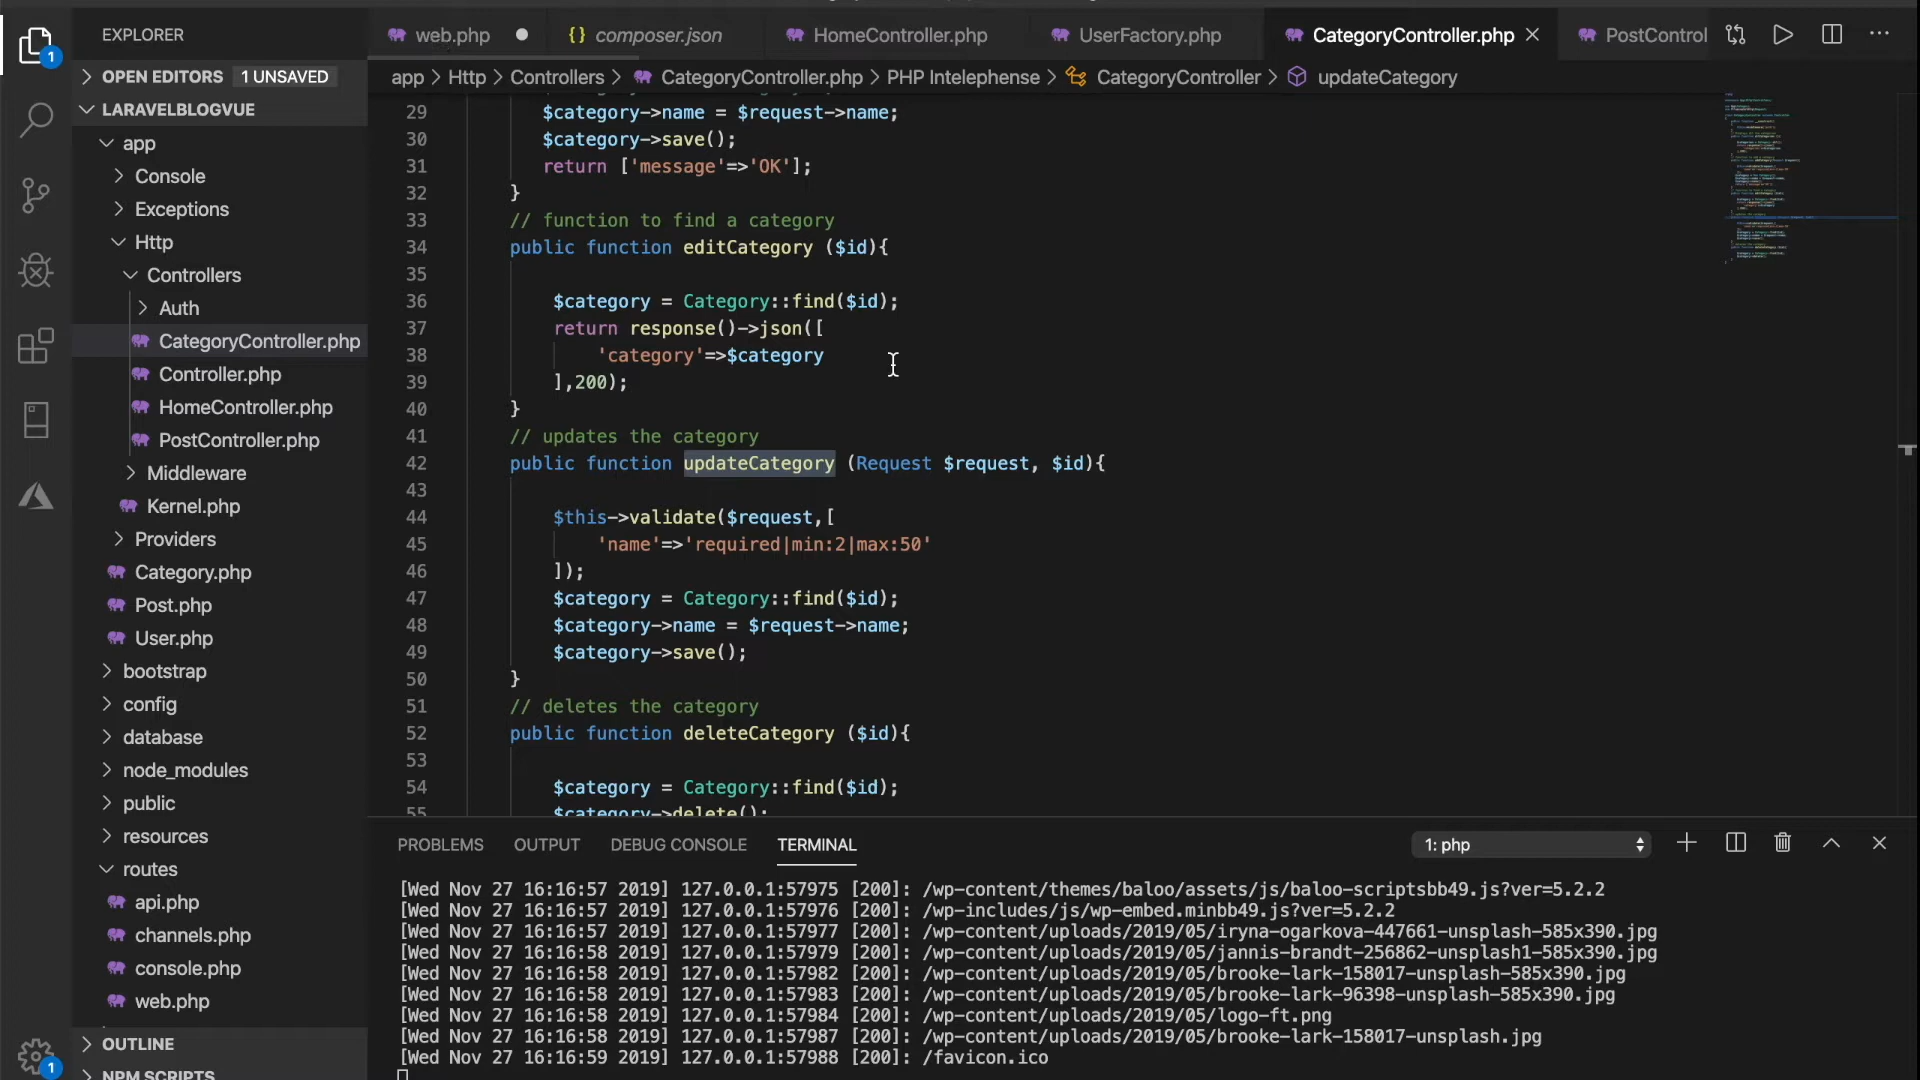 EXPLORER
OPEN EDITORS 1 UNSAVED
LARAVELBLOGVUE
app
Console
Exceptions
Http
Controllers
Auth
CategoryController.php
Controller.php
HomeController.php
PostController.php
Middleware
Kernel.php
Providers
Category.php
Post.php
User.php
bootstrap
config
database
node_modules
public
resources
routes
api.php
channels.php
console.php
web.php
OUTLINE
NPM SCRIPTS
1
1
web.php
{} composer.json
HomeController.php
UserFactory.php
CategoryController.php
PostControl
app > Http > Controllers > CategoryController.php > PHP Intelephense > CategoryController > updateCategory
29 $category->name = $request->name;
30 $category->save();
31 return ['message'=>'OK'];
32 }
33 // function to find a category
34 public function editCategory ($id){
35
36 $category = Category::find($id);
37 return response()->json([
38 'category'=>$category
39 ],200);
40 }
41 // updates the category
42 public function updateCategory (Request $request, $id){
43
44 $this->validate($request,[
45 'name'=>'required|min:2|max:50'
46 ]);
47 $category = Category::find($id);
48 $category->name = $request->name;
49 $category->save();
50 }
51 // deletes the category
52 public function deleteCategory ($id){
53
54 $category = Category::find($id);
55 $category->delete();
PROBLEMS OUTPUT DEBUG CONSOLE TERMINAL 1: php
[Wed Nov 27 16:16:57 2019] 127.0.0.1:57975 [200]: /wp-content/themes/baloo/assets/js/baloo-scriptsbb49.js?ver=5.2.2
[Wed Nov 27 16:16:57 2019] 127.0.0.1:57976 [200]: /wp-includes/js/wp-embed.minbb49.js?ver=5.2.2
[Wed Nov 27 16:16:57 2019] 127.0.0.1:57977 [200]: /wp-content/uploads/2019/05/iryna-ogarkova-447661-unsplash-585x390.jpg
[Wed Nov 27 16:16:58 2019] 127.0.0.1:57979 [200]: /wp-content/uploads/2019/05/jannis-brandt-256862-unsplash1-585x390.jpg
[Wed Nov 27 16:16:58 2019] 127.0.0.1:57982 [200]: /wp-content/uploads/2019/05/brooke-lark-158017-unsplash-585x390.jpg
[Wed Nov 27 16:16:58 2019] 127.0.0.1:57983 [200]: /wp-content/uploads/2019/05/brooke-lark-96398-unsplash-585x390.jpg
[Wed Nov 27 16:16:58 2019] 127.0.0.1:57984 [200]: /wp-content/uploads/2019/05/logo-ft.png
[Wed Nov 27 16:16:58 2019] 127.0.0.1:57987 [200]: /wp-content/uploads/2019/05/brooke-lark-158017-unsplash.jpg
[Wed Nov 27 16:16:59 2019] 127.0.0.1:57988 [200]: /favicon.ico